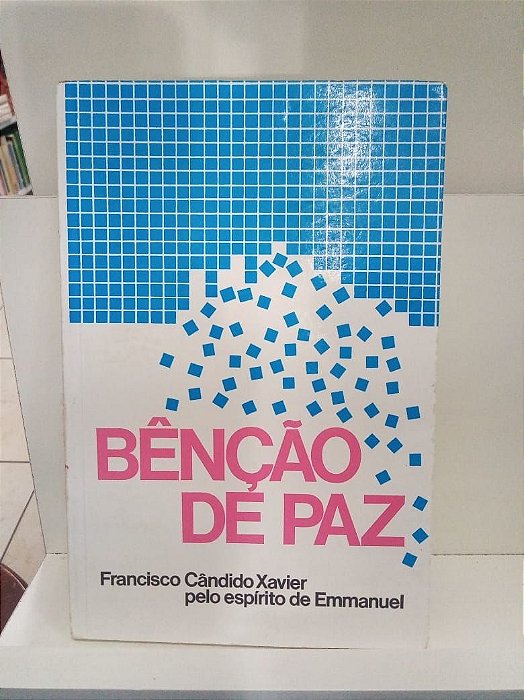 BÊNÇÃO
DE PAZ
Francisco Cândido Xavier
pelo espírito de Emmanuel